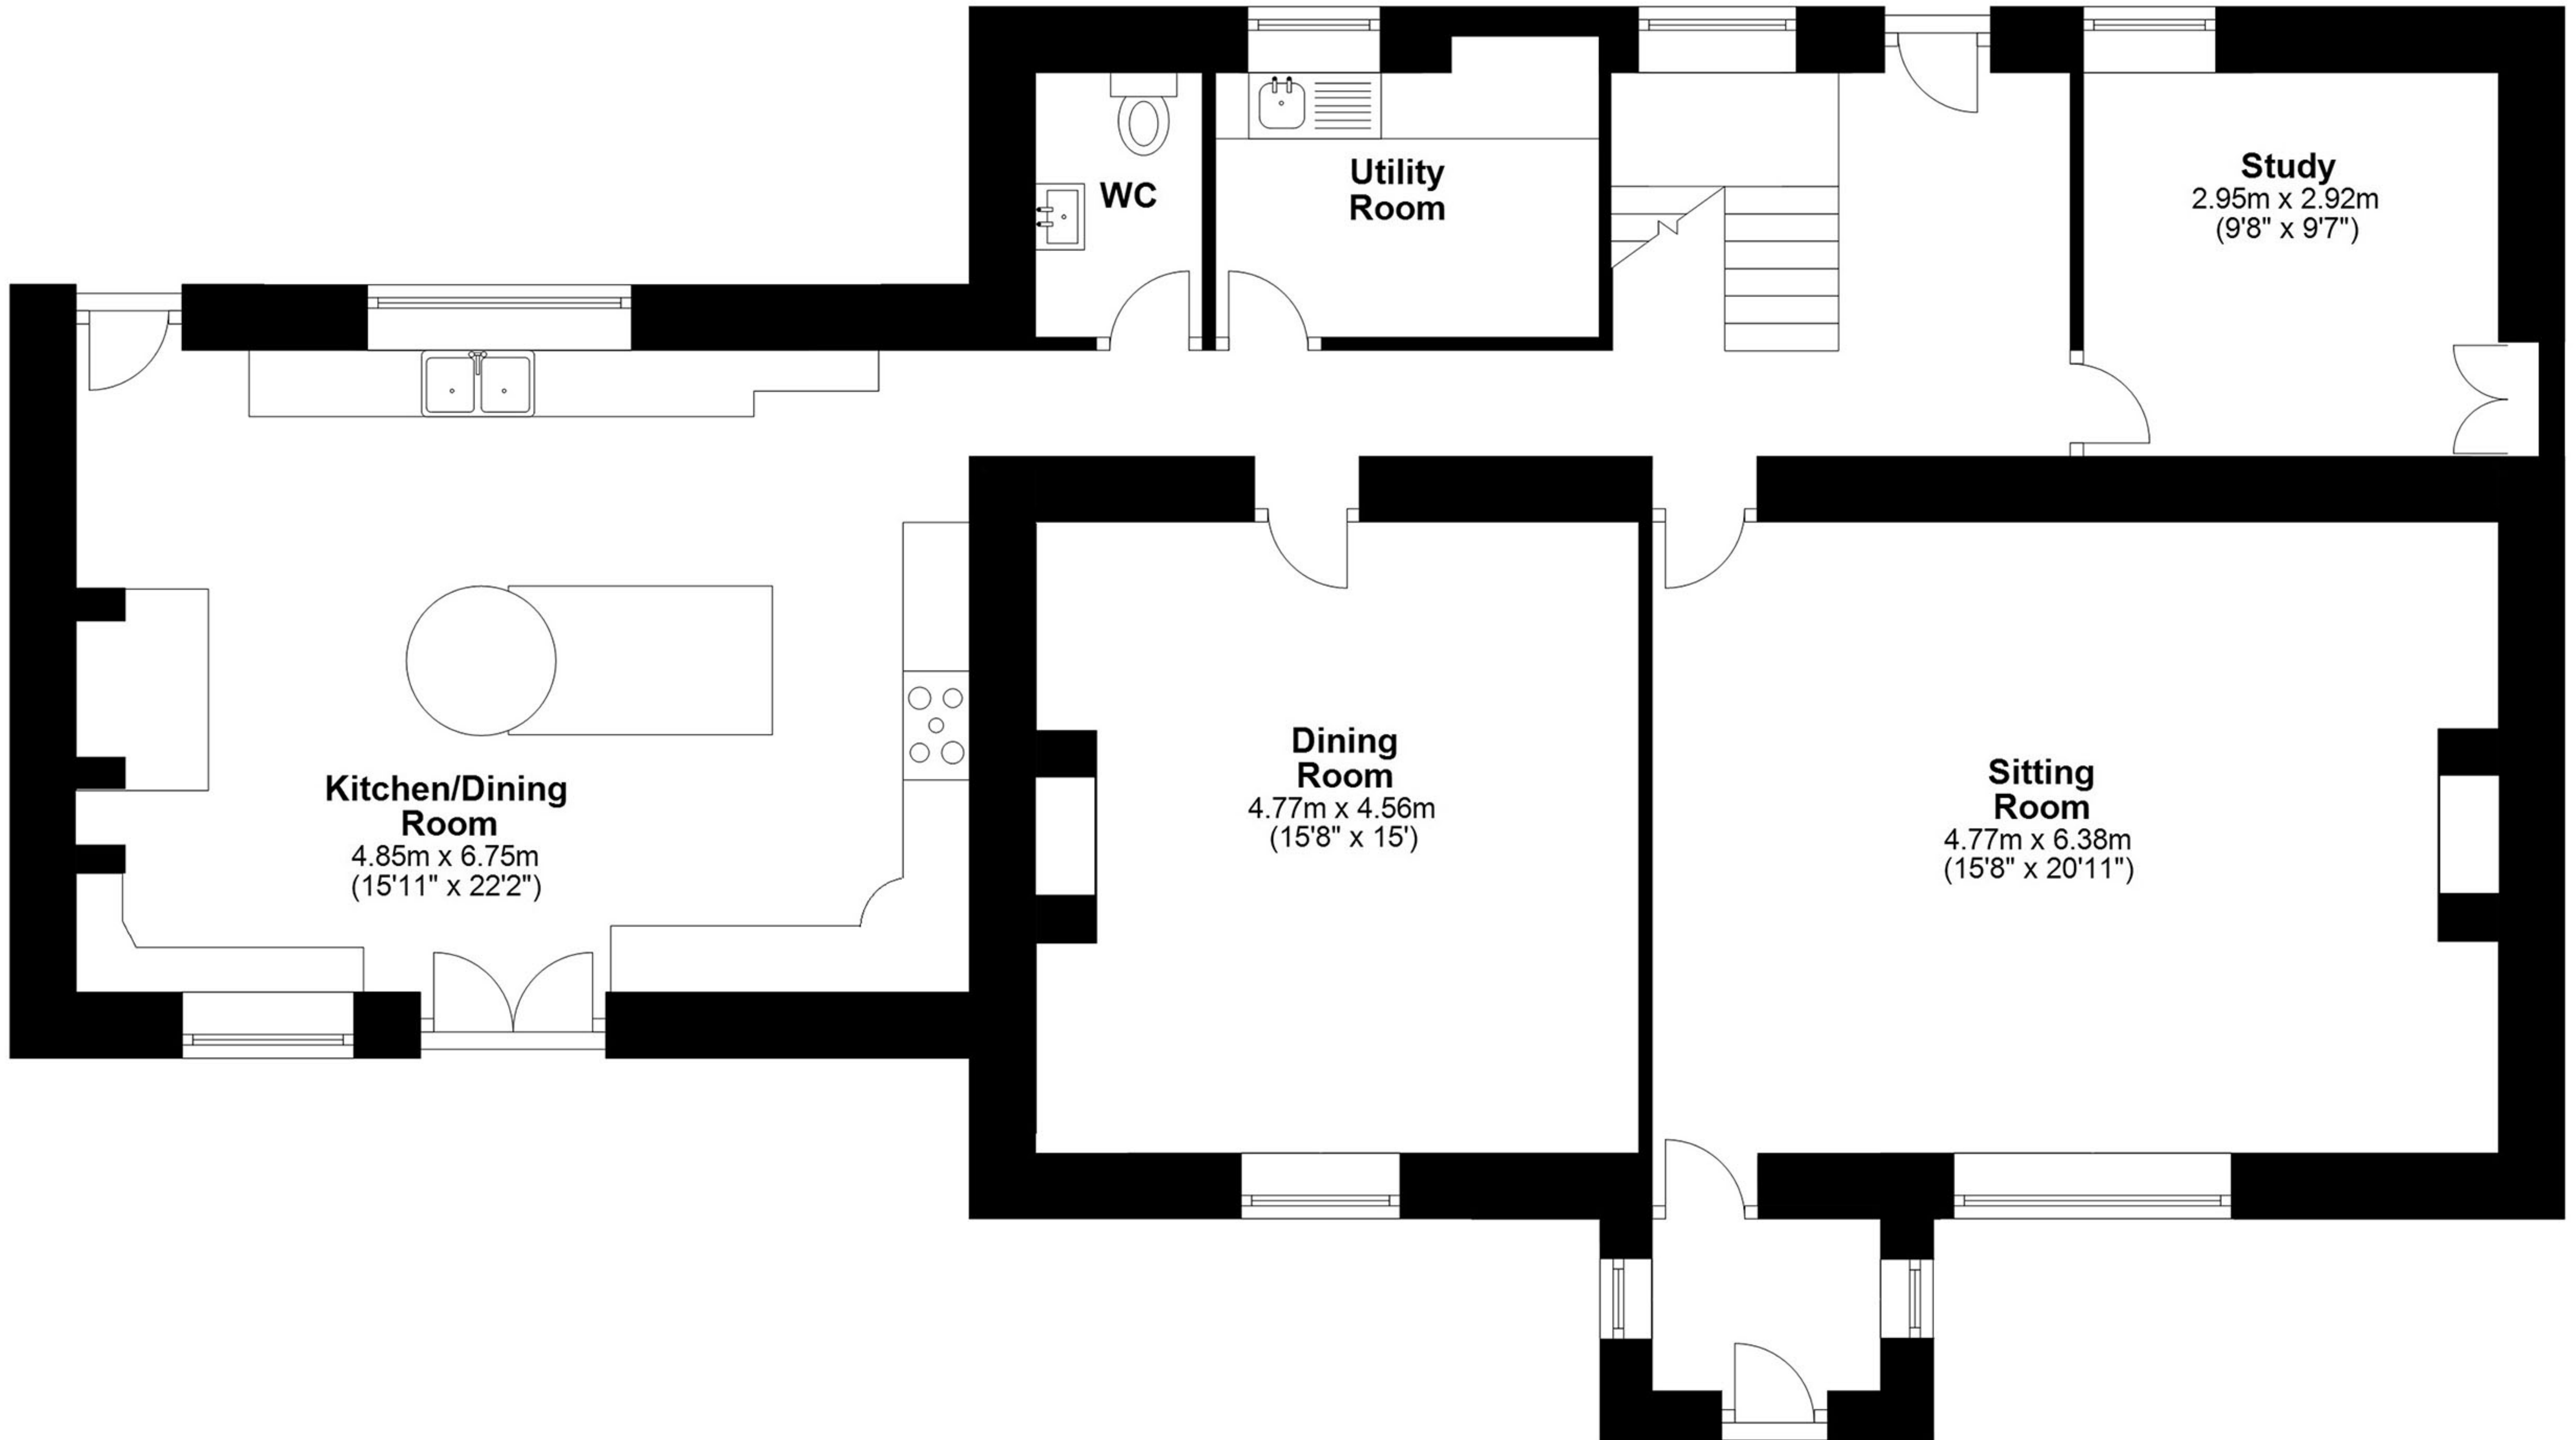 WC
Utility
Room
Study
2.95m x 2.92m
(9'8" x 9'7")
Kitchen/Dining
Room
4.85m x 6.75m
(15'11" x 22'2")
Dining
Room
4.77m x 4.56m
(15'8" x 15')
Sitting
Room
4.77m x 6.38m
(15'8" x 20'11")